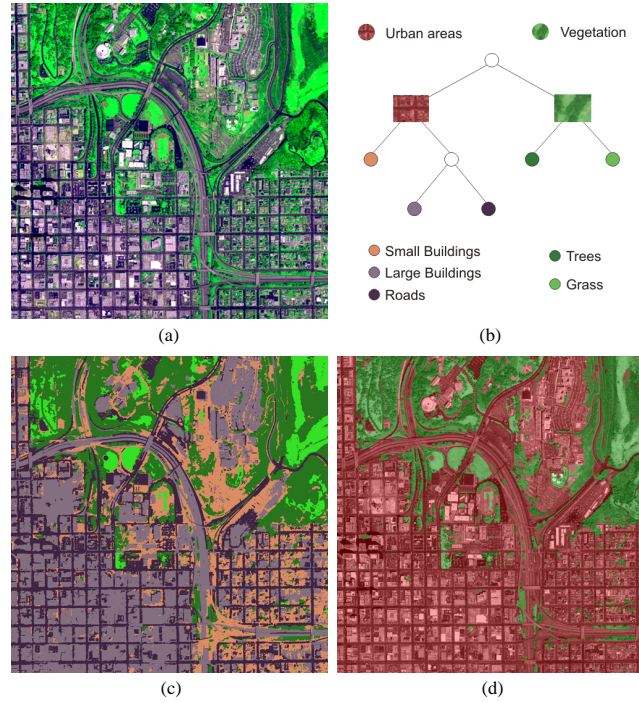 Urban areas
Vegetation
Small Buildings
Large Buildings
Roads
Trees
Grass
(a)
(b)
(c)
(d)